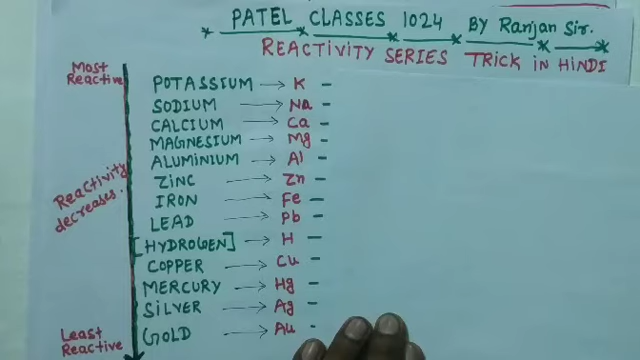 PATEL CLASSES 1024 BY Ranjan Sir.
REACTIVITY SERIES TRICK IN HINDI
Most Reactive
POTASSIUM → K –
SODIUM → Na –
CALCIUM → Ca –
MAGNESIUM → Mg –
ALUMINIUM → Al –
ZINC → Zn –
IRON → Fe –
LEAD → Pb –
[HYDROGEN] → H –
COPPER → Cu –
MERCURY → Hg –
SILVER → Ag –
GOLD → Au –
Reactivity decreases.
Least Reactive